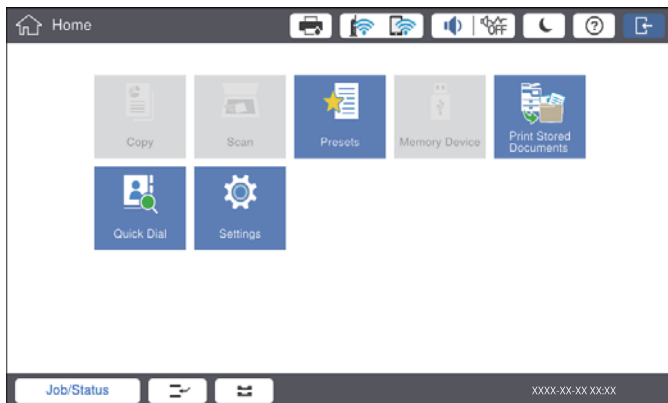 Home
OFF
Copy
Scan
Presets
Memory Device
Print Stored
Documents
Quick Dial
Settings
Job/Status
XXXX-XX-XX XX:XX